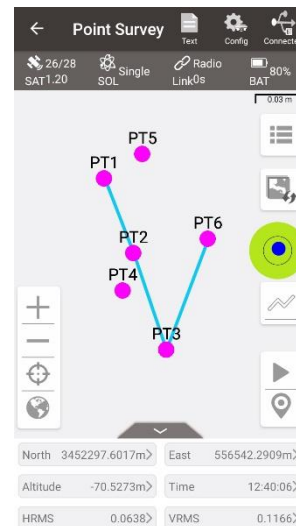 Point Survey
Text Config Connecte
26/28 Single Radio 80%
SAT1.20 SOL Link0s BAT
0.03 m
PT5
PT1
PT6
PT2
PT4
PT3
North 3452297.6017m> East 556542.2909m>
Altitude -70.5273m> Time 12:40:06>
HRMS 0.0638> VRMS 0.1166>